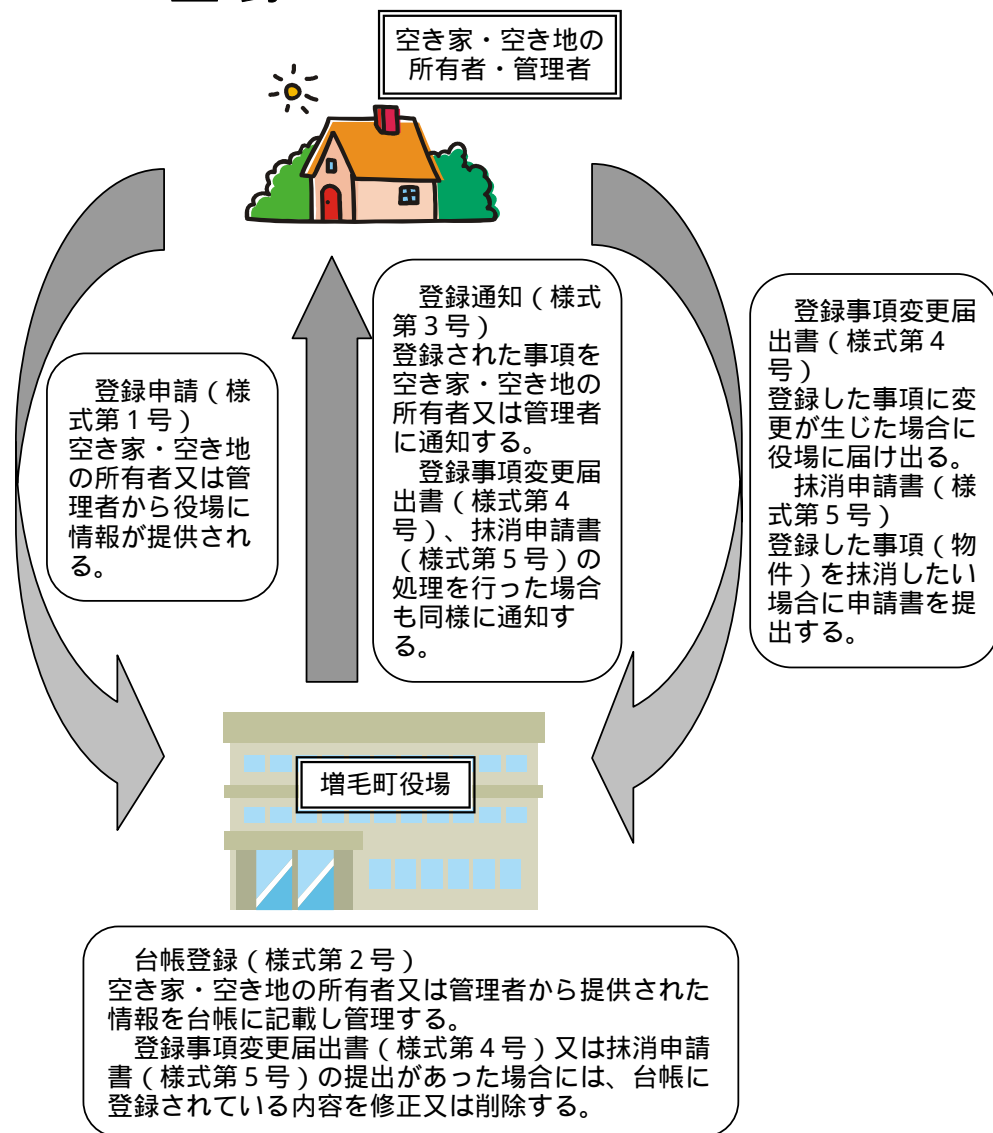 空き家・空き地の
所有者・管理者
　登録申請（様
式第１号）
空き家・空き地
の所有者又は管
理者から役場に
情報が提供され
る。
　登録通知（様式
第３号）
登録された事項を
空き家・空き地の
所有者又は管理者
に通知する。
　登録事項変更届
出書（様式第４
号）、抹消申請書
（様式第５号）の
処理を行った場合
も同様に通知す
る。
　登録事項変更届
出書（様式第４
号）
登録した事項に変
更が生じた場合に
役場に届け出る。
　抹消申請書（様
式第５号）
登録した事項（物
件）を抹消したい
場合に申請書を提
出する。
増毛町役場
　台帳登録（様式第２号）
空き家・空き地の所有者又は管理者から提供された
情報を台帳に記載し管理する。
　登録事項変更届出書（様式第４号）又は抹消申請
書（様式第５号）の提出があった場合には、台帳に
登録されている内容を修正又は削除する。